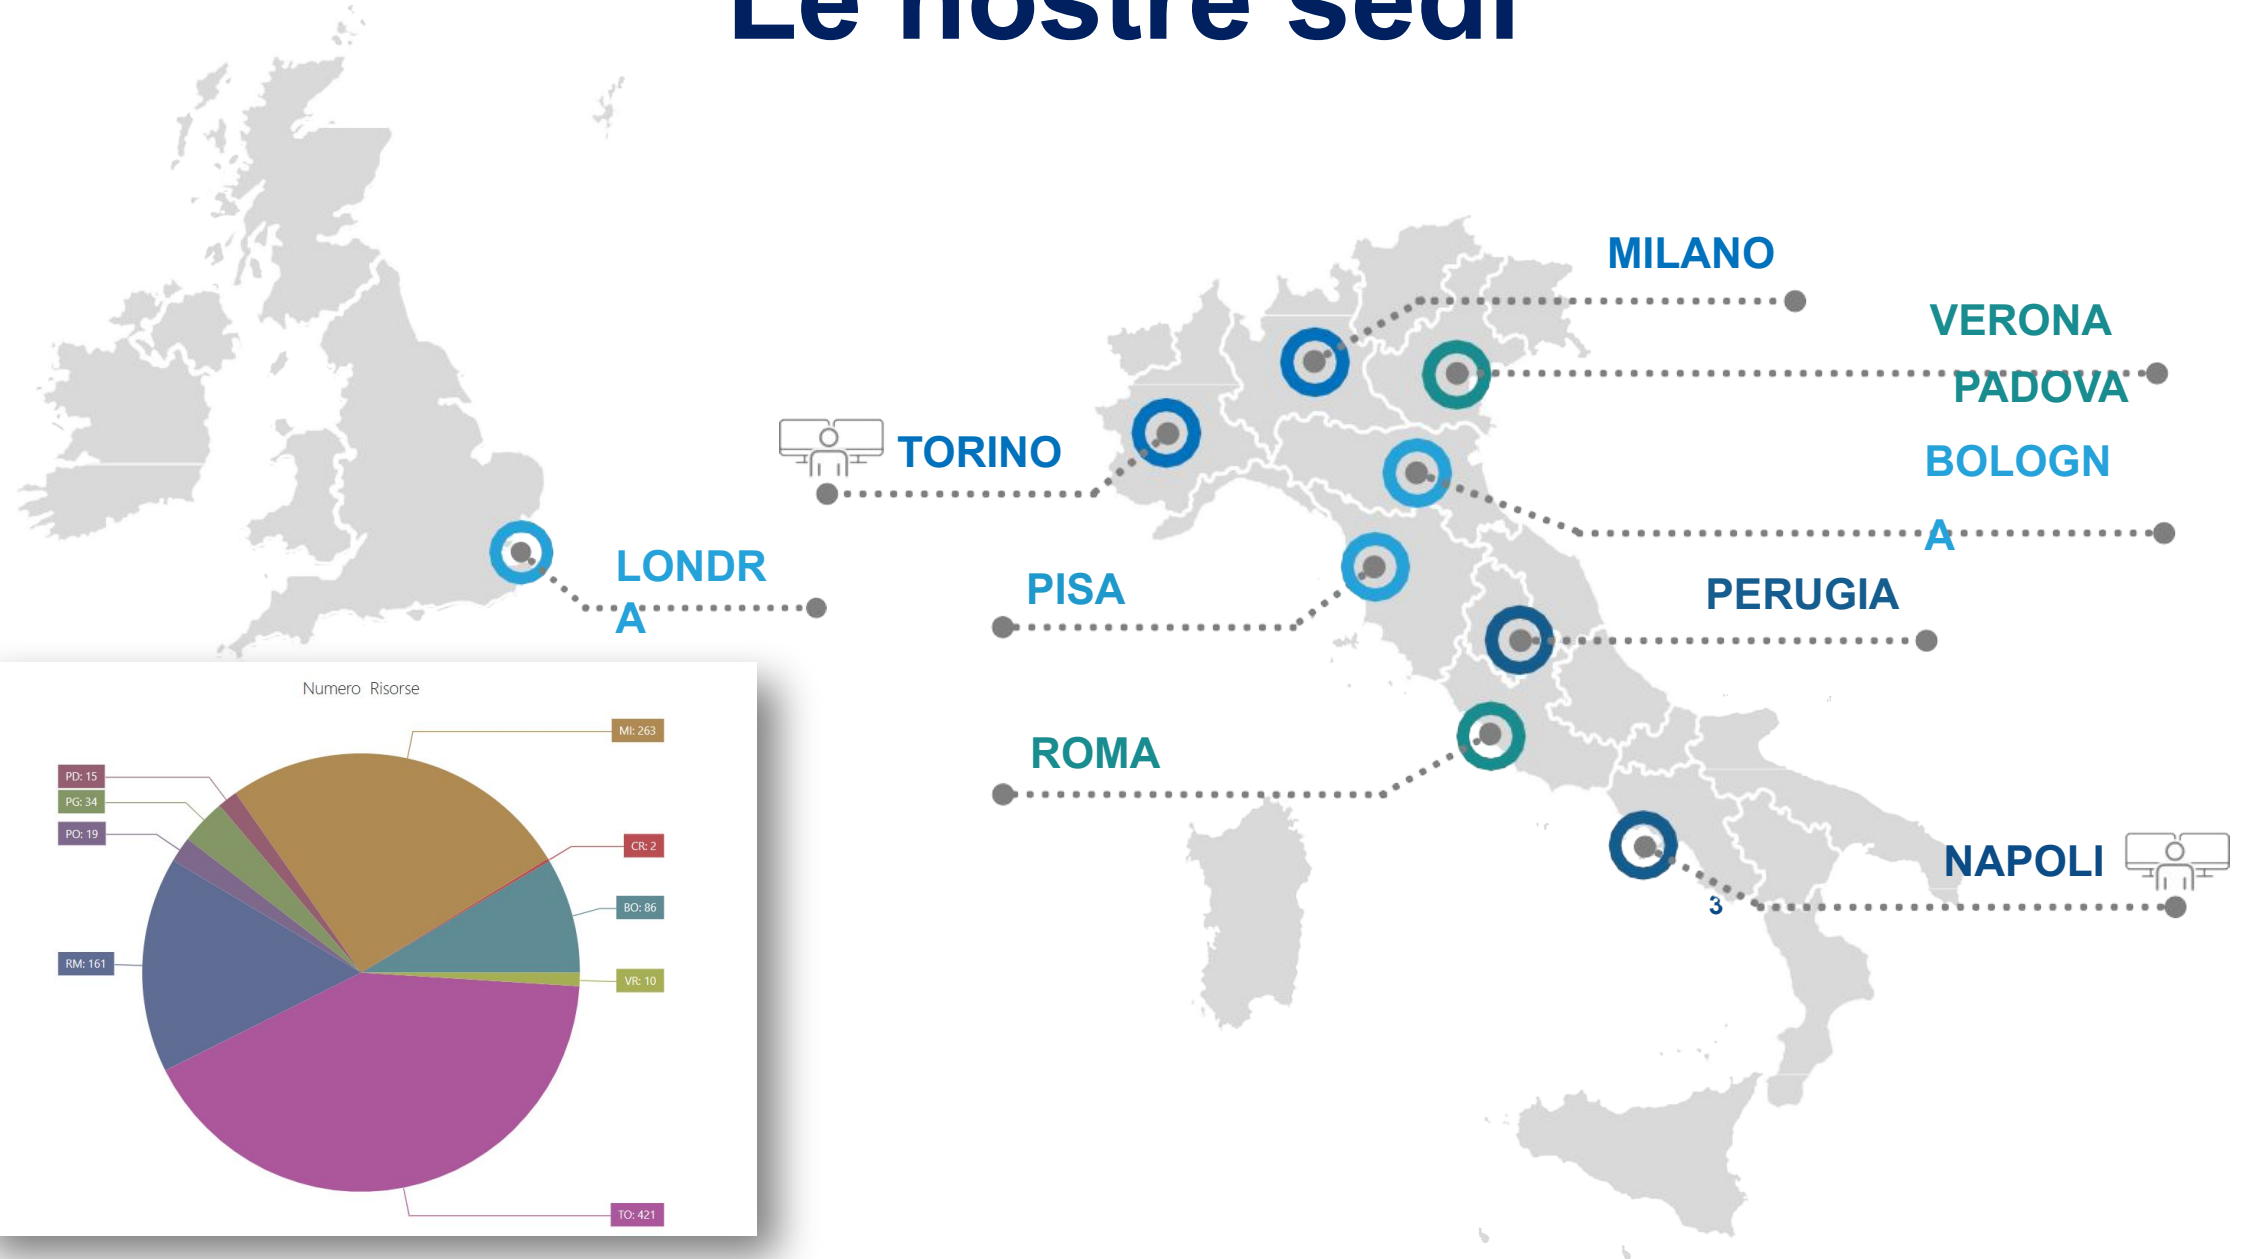 Le nostre sedi
MILANO
VERONA
PADOVA
TORINO
BOLOGN
A
LONDR
A
PISA
PERUGIA
ROMA
NAPOLI
3
Numero Risorse
MI: 263
PD: 15
PG: 34
PO: 19
CR: 2
BO: 86
RM: 161
VR: 10
TO: 421